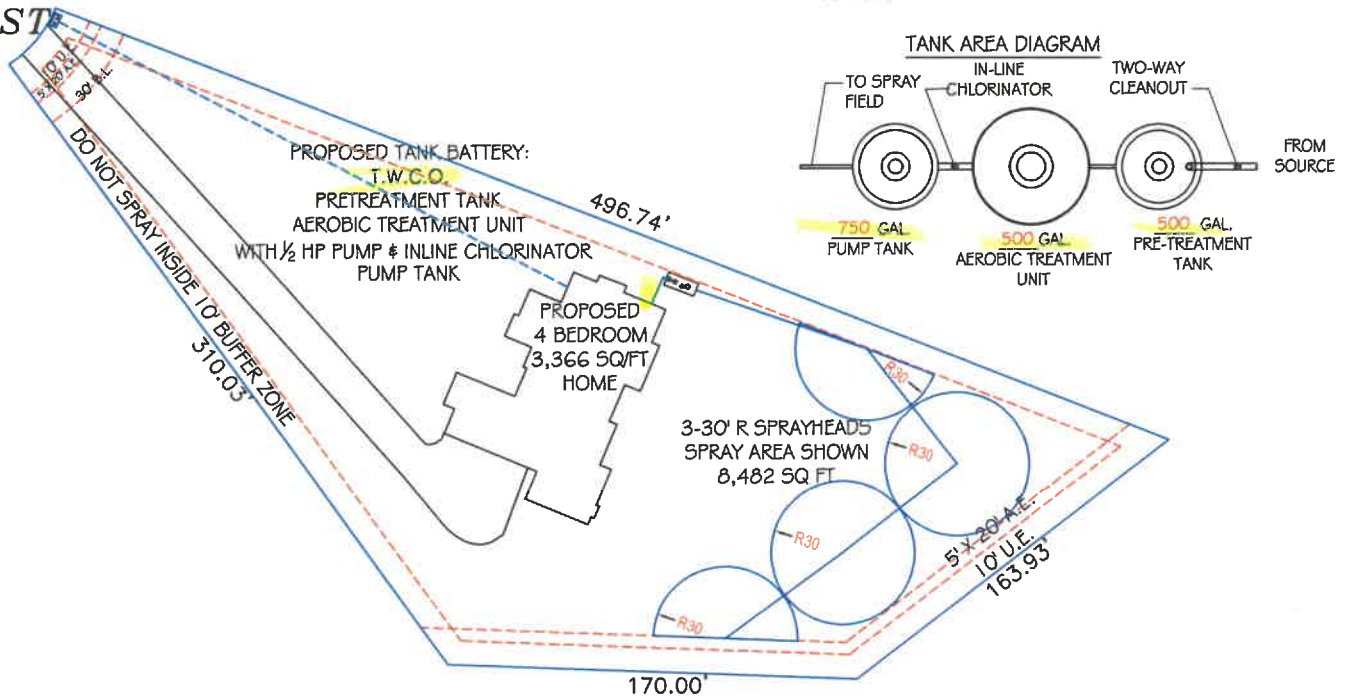 ST
10' U.E.
5' X 20' A.E.
30' B.L.
DO NOT SPRAY INSIDE 10' BUFFER ZONE
310.03'
PROPOSED TANK BATTERY:
T.W.C.O.
PRETREATMENT TANK
AEROBIC TREATMENT UNIT
WITH ½ HP PUMP & INLINE CHLORINATOR
PUMP TANK
496.74'
PROPOSED
4 BEDROOM
3,366 SQ/FT
HOME
TANK AREA DIAGRAM
TO SPRAY
FIELD
IN-LINE
CHLORINATOR
TWO-WAY
CLEANOUT
FROM
SOURCE
750 GAL
PUMP TANK
500 GAL.
AEROBIC TREATMENT
UNIT
500 GAL.
PRE-TREATMENT
TANK
3-30' R SPRAYHEADS
SPRAY AREA SHOWN
8,482 SQ FT
R30
R30
R30
R30
5' X 20' A.E.
10' U.E.
163.93'
170.00'